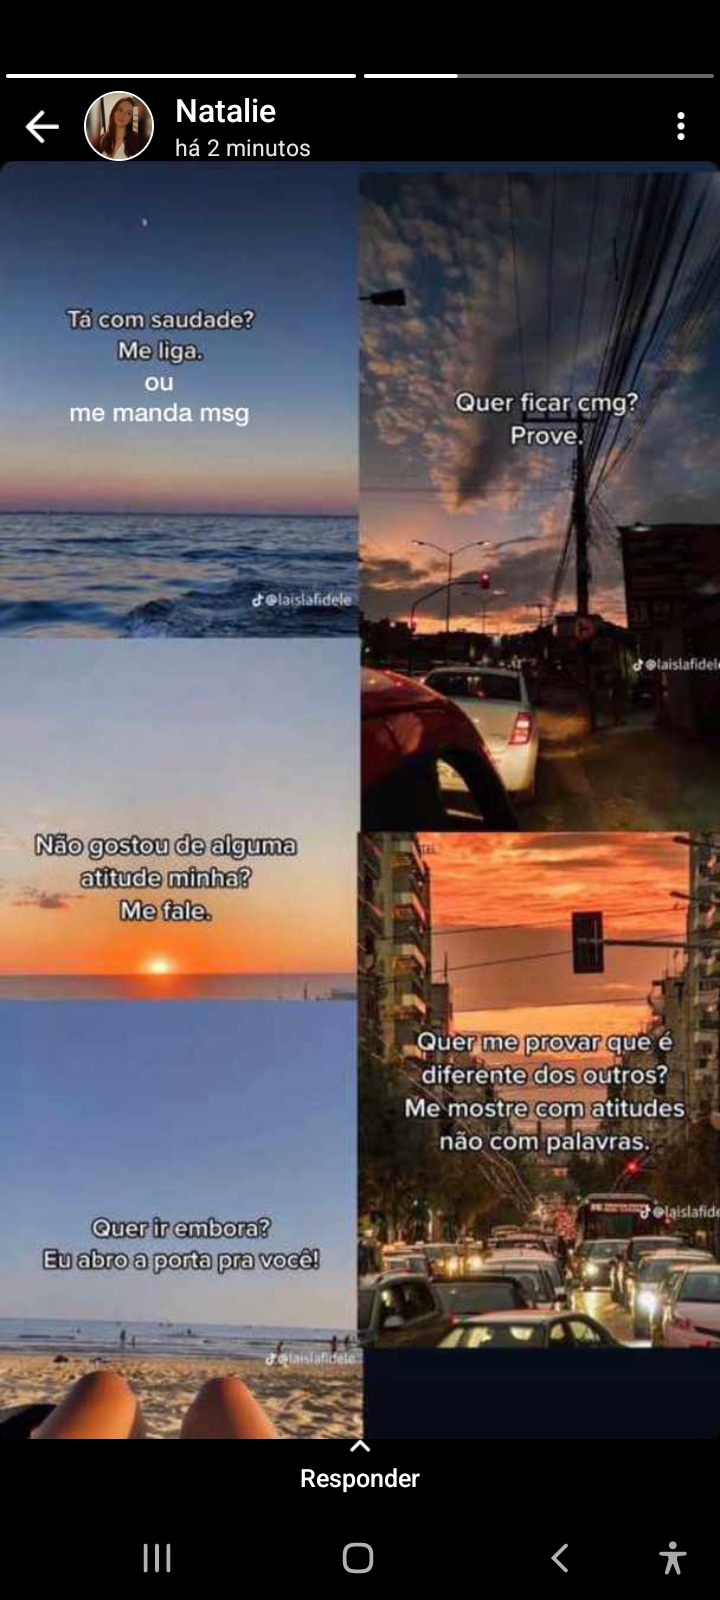 Natalie
há 2 minutos
Tá com saudade?
Me liga.
ou
me manda msg
@laislafidele
Não gostou de alguma
atitude minha?
Me fale.
Quer ir embora?
Eu abro a porta pra você!
@laislafidele
Quer ficar cmg?
Prove.
@laislafidele
Quer me provar que é
diferente dos outros?
Me mostre com atitudes
não com palavras.
@laislafide
Responder